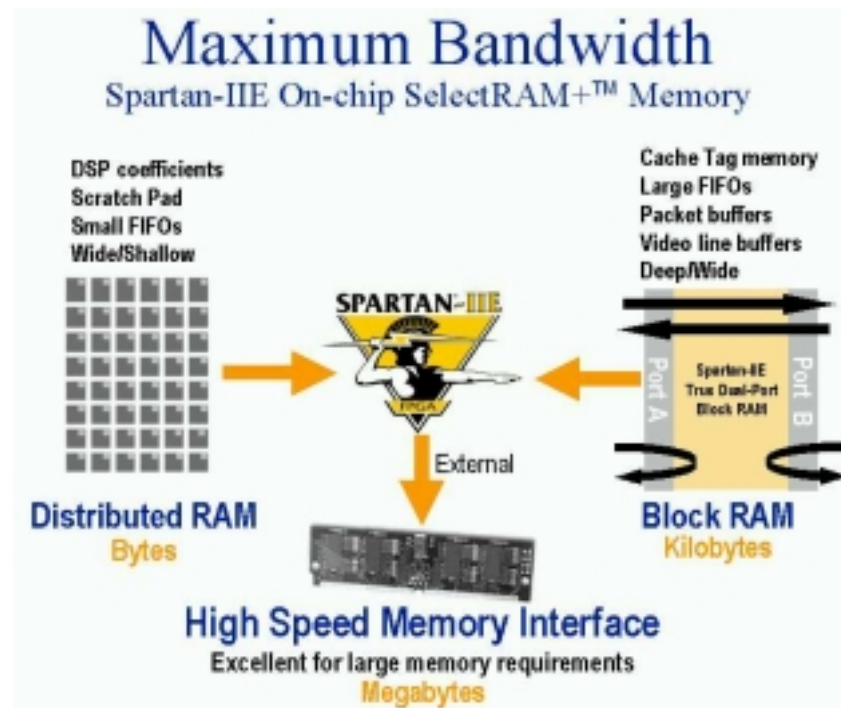 Maximum Bandwidth
Spartan-IIE On-chip SelectRAM+™ Memory
DSP coefficients
Scratch Pad
Small FIFOs
Wide/Shallow
Cache Tag memory
Large FIFOs
Packet buffers
Video line buffers
Deep/Wide
SPARTAN-IIE
FPGA
Port A
Spartan-IIE
True Dual-Port
Block RAM
Port B
External
Distributed RAM
Bytes
Block RAM
Kilobytes
High Speed Memory Interface
Excellent for large memory requirements
Megabytes